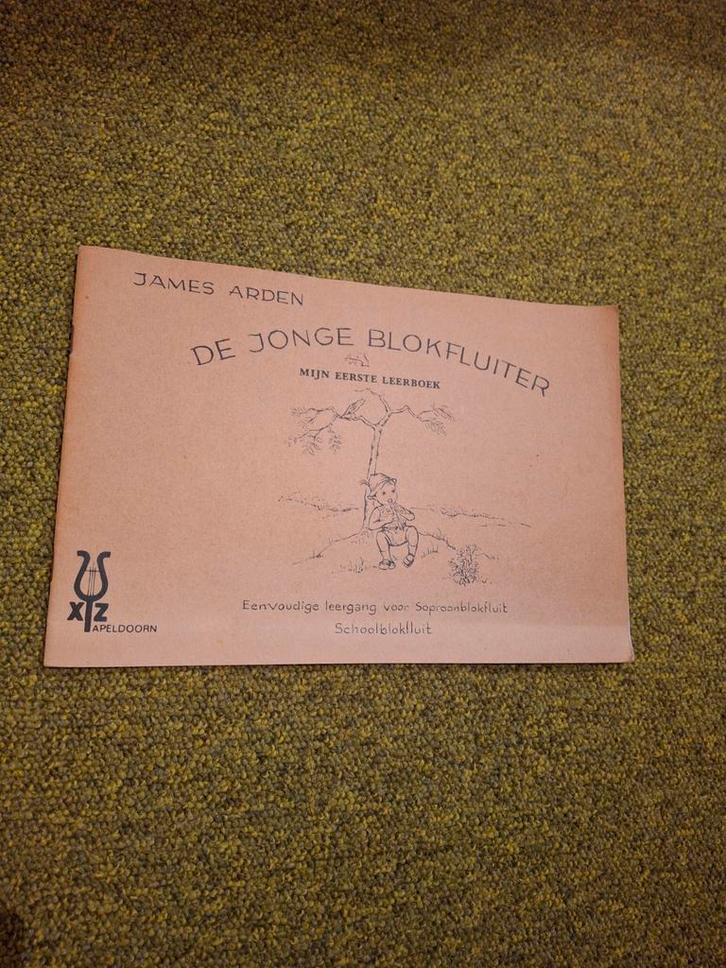 JAMES ARDEN
DE JONGE BLOKFLUITER
MIJN EERSTE LEERBOEK
Eenvoudige leergang voor Sopraanblokfluit
Schoolblokfluit
XYZ
APELDOORN